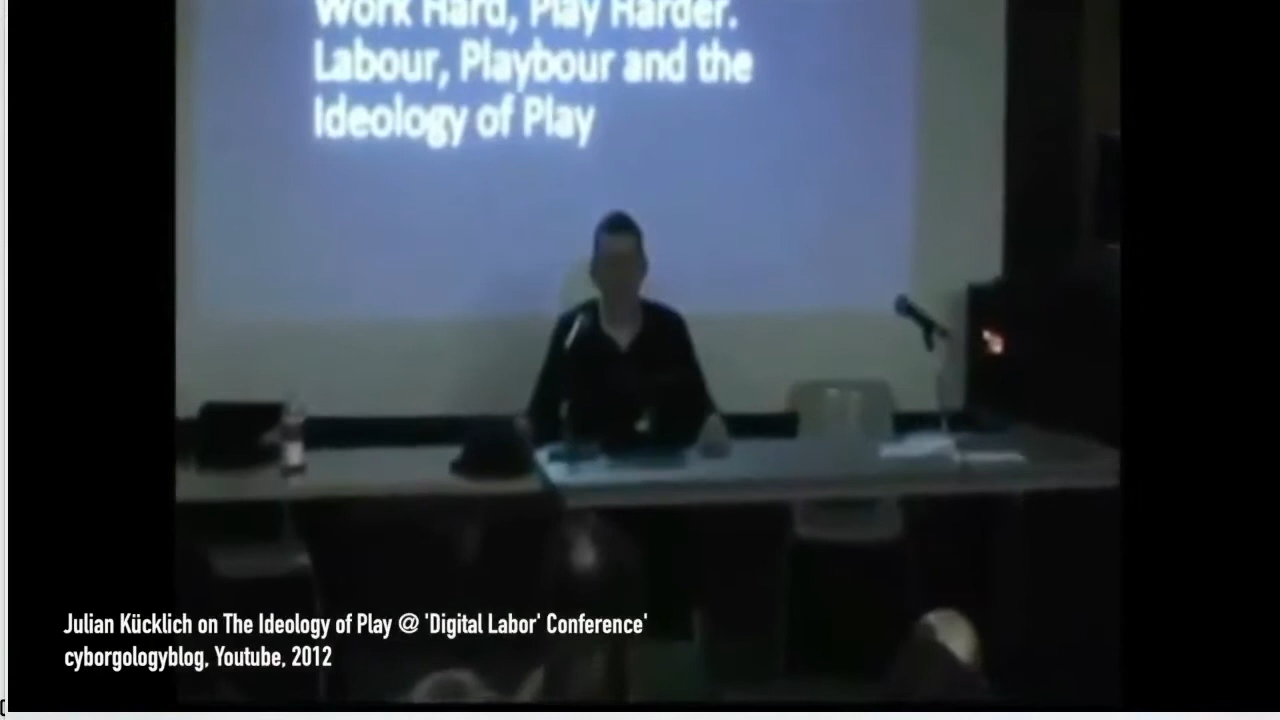 Work Hard, Play Harder.
Labour, Playbour and the
Ideology of Play
Julian Kücklich on The Ideology of Play @ 'Digital Labor' Conference'
cyborgologyblog, Youtube, 2012